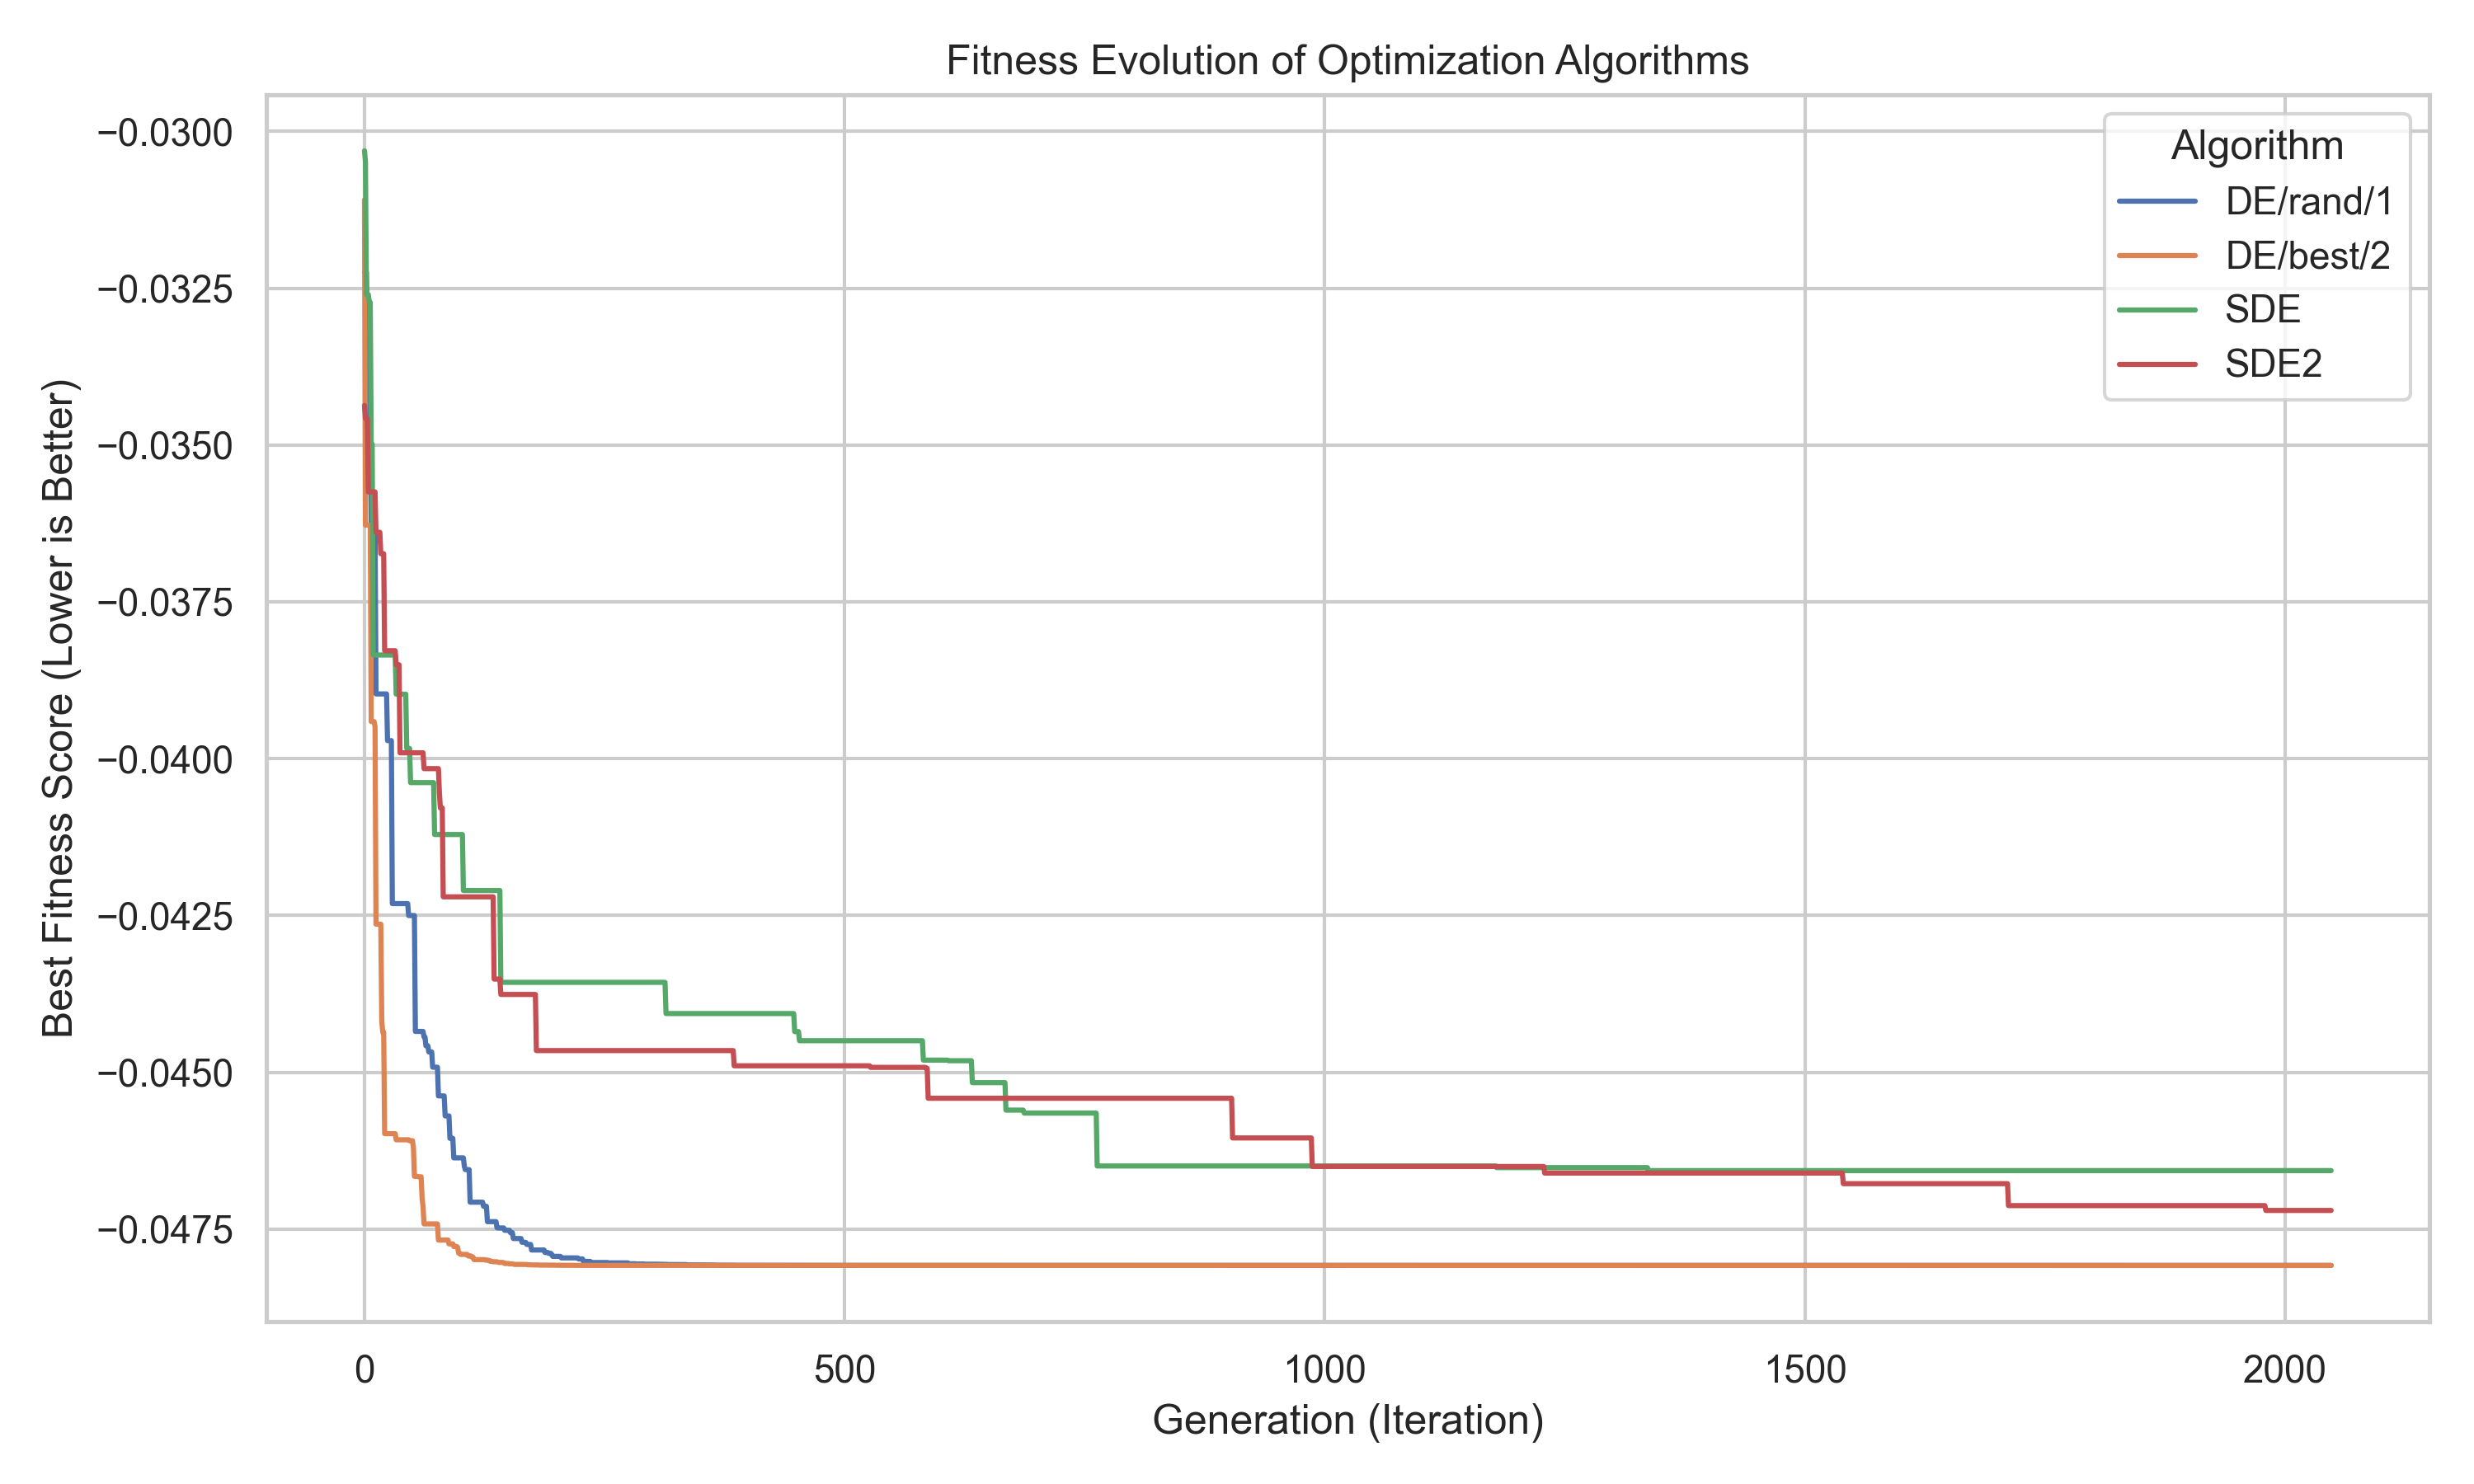 Fitness Evolution of Optimization Algorithms
Best Fitness Score (Lower is Better)
−0.0300
−0.0325
−0.0350
−0.0375
−0.0400
−0.0425
−0.0450
−0.0475
Algorithm
DE/rand/1
DE/best/2
SDE
SDE2
0 500 1000 1500 2000
Generation (Iteration)